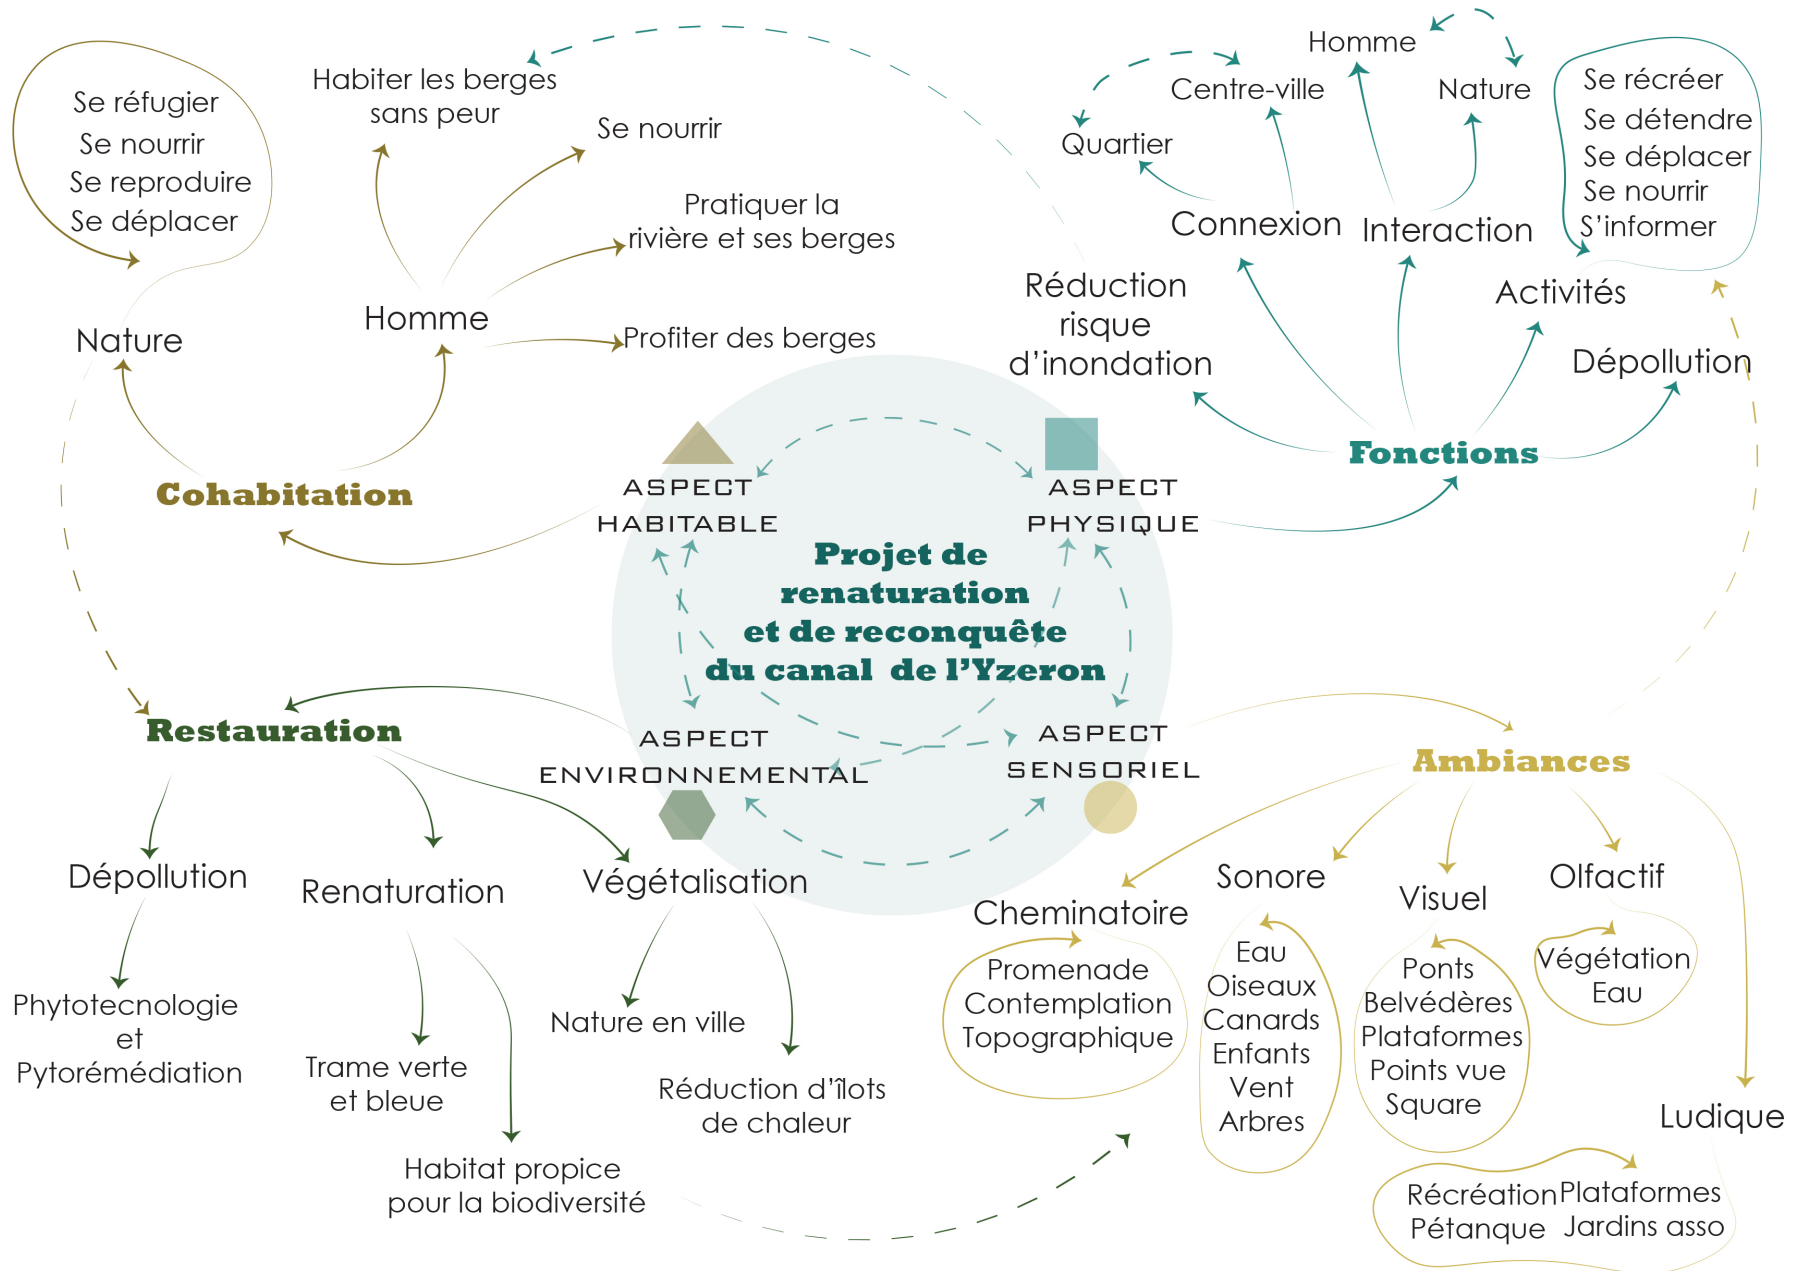 Projet de
renaturation
et de reconquête
du canal de l'Yzeron
ASPECT
HABITABLE
Cohabitation
Nature
Se réfugier
Se nourrir
Se reproduire
Se déplacer
Homme
Habiter les berges
sans peur
Se nourrir
Pratiquer la
rivière et ses berges
Profiter des berges
ASPECT
PHYSIQUE
Fonctions
Réduction
risque
d'inondation
Connexion
Quartier
Centre-ville
Interaction
Homme
Nature
Activités
Se récréer
Se détendre
Se déplacer
Se nourrir
S'informer
Dépollution
ASPECT
ENVIRONNEMENTAL
Restauration
Dépollution
Phytotecnologie
et
Pytorémédiation
Renaturation
Trame verte
et bleue
Habitat propice
pour la biodiversité
Végétalisation
Nature en ville
Réduction d'îlots
de chaleur
ASPECT
SENSORIEL
Ambiances
Cheminatoire
Promenade
Contemplation
Topographique
Sonore
Eau
Oiseaux
Canards
Enfants
Vent
Arbres
Visuel
Ponts
Belvédères
Plataformes
Points vue
Square
Olfactif
Végétation
Eau
Ludique
Récréation Plataformes
Pétanque Jardins asso